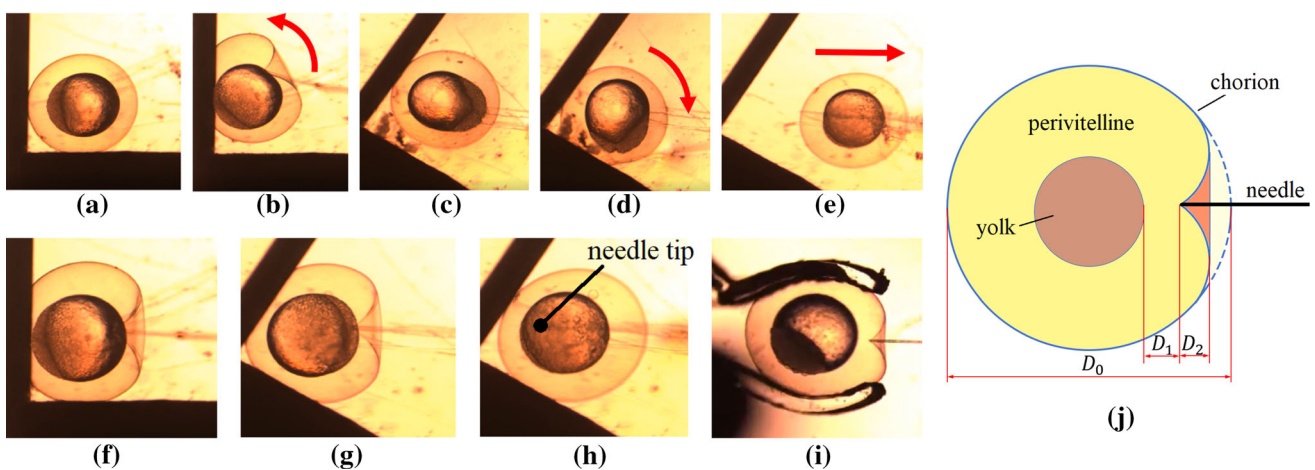 (a)
(b)
(c)
(d)
(e)
needle tip
(f)
(g)
(h)
(i)
chorion
perivitelline
needle
yolk
D₁
D₂
D₀
(j)